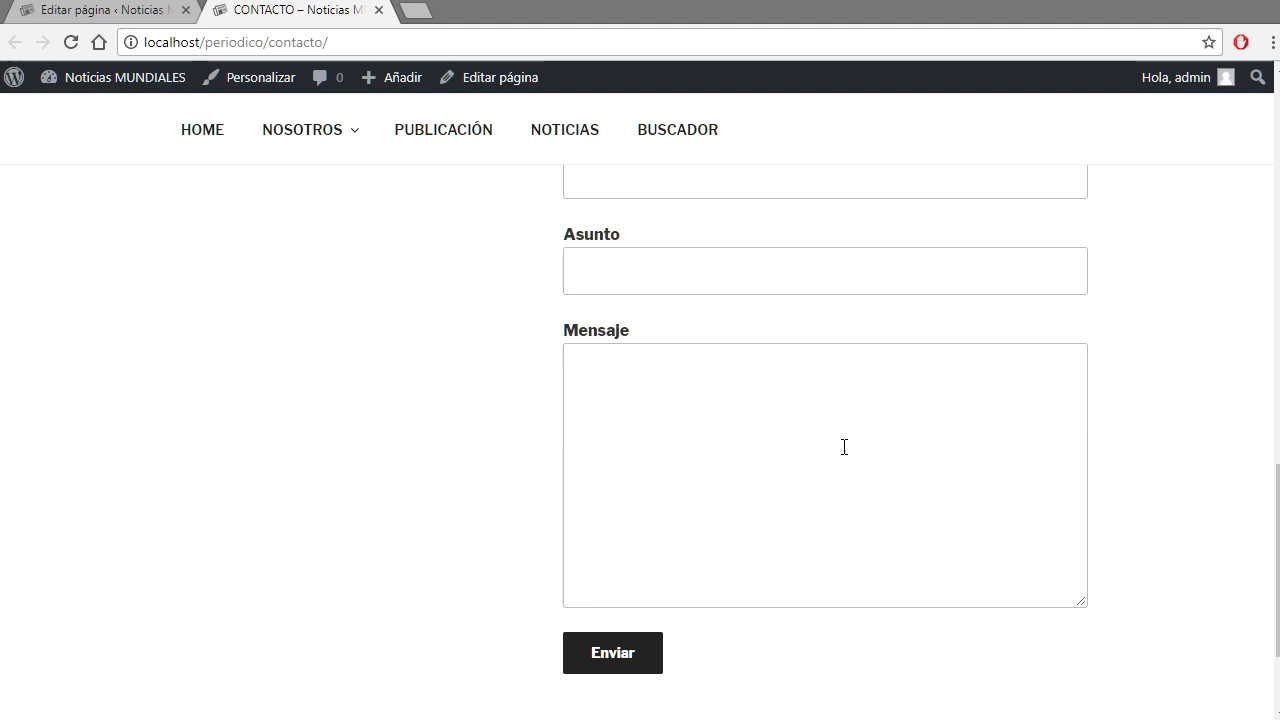 Editar página ‹ Noticias M
CONTACTO – Noticias M
localhost/periodico/contacto/
Noticias MUNDIALES
Personalizar
0
Añadir
Editar página
Hola, admin
HOME
NOSOTROS
PUBLICACIÓN
NOTICIAS
BUSCADOR
Asunto
Mensaje
Enviar